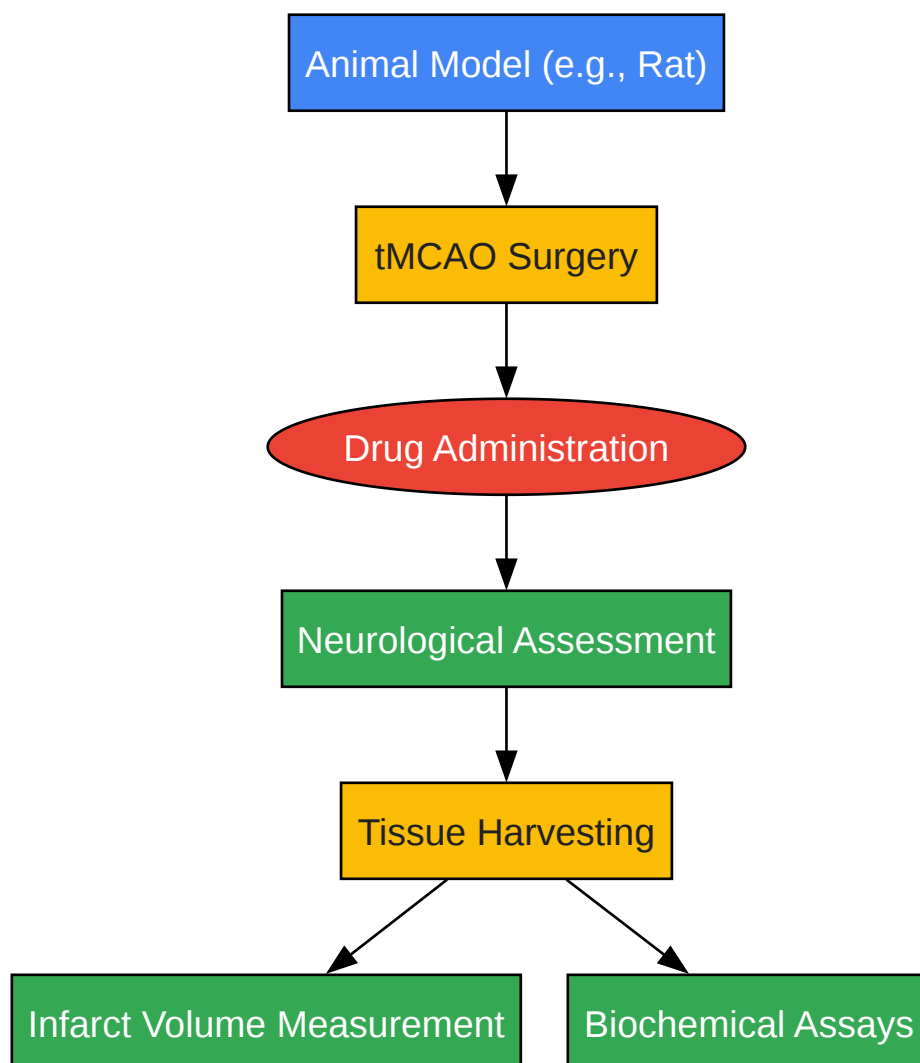 Animal Model (e.g., Rat)
tMCAO Surgery
Drug Administration
Neurological Assessment
Tissue Harvesting
Infarct Volume Measurement
Biochemical Assays